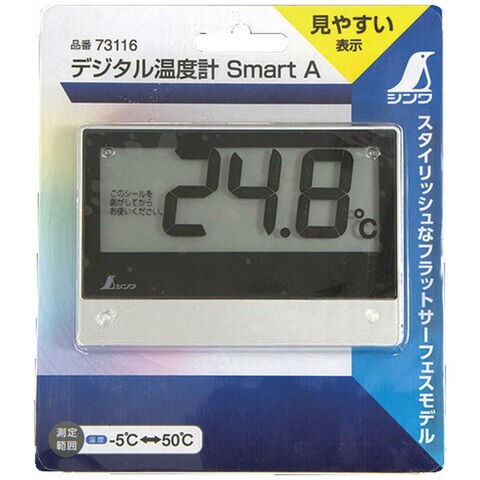 品番 73116
デジタル温度計 Smart A
見やすい
表示
シンワ
スタイリッシュなフラットサーフェスモデル
24.8℃
このシールを
剥がしてから
お使いください。
シンワ
測定
範囲
温度 -5℃⇔50℃